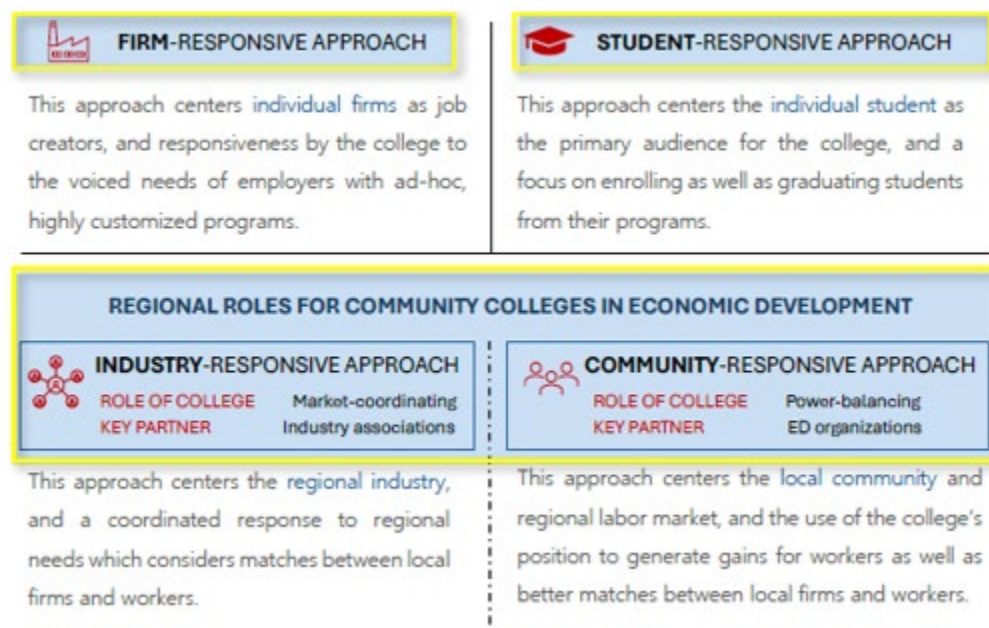 FIRM-RESPONSIVE APPROACH
This approach centers individual firms as job
creators, and responsiveness by the college to
the voiced needs of employers with ad-hoc,
highly customized programs.
STUDENT-RESPONSIVE APPROACH
This approach centers the individual student as
the primary audience for the college, and a
focus on enrolling as well as graduating students
from their programs.
REGIONAL ROLES FOR COMMUNITY COLLEGES IN ECONOMIC DEVELOPMENT
INDUSTRY-RESPONSIVE APPROACH
ROLE OF COLLEGE Market-coordinating
KEY PARTNER Industry associations
This approach centers the regional industry,
and a coordinated response to regional
needs which considers matches between local
firms and workers.
COMMUNITY-RESPONSIVE APPROACH
ROLE OF COLLEGE Power-balancing
KEY PARTNER ED organizations
This approach centers the local community and
regional labor market, and the use of the college's
position to generate gains for workers as well as
better matches between local firms and workers.